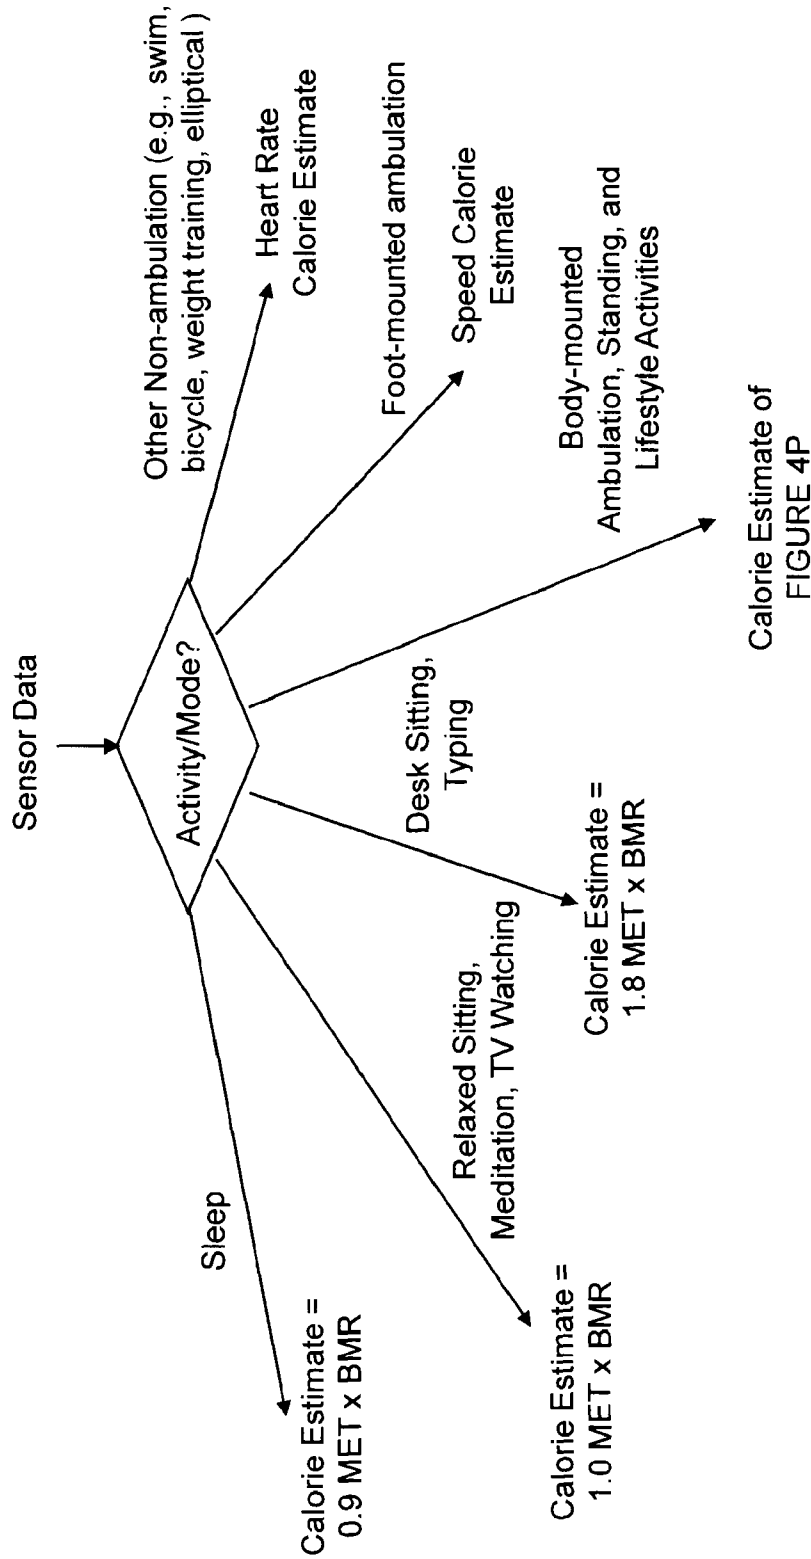 Sensor Data
Activity/Mode?
Sleep
Calorie Estimate =
0.9 MET x BMR
Relaxed Sitting,
Meditation, TV Watching
Calorie Estimate =
1.0 MET x BMR
Desk Sitting,
Typing
Calorie Estimate =
1.8 MET x BMR
Body-mounted
Ambulation, Standing, and
Lifestyle Activities
Calorie Estimate of
FIGURE 4P
Foot-mounted ambulation
Speed Calorie
Estimate
Other Non-ambulation (e.g., swim,
bicycle, weight training, elliptical )
Heart Rate
Calorie Estimate